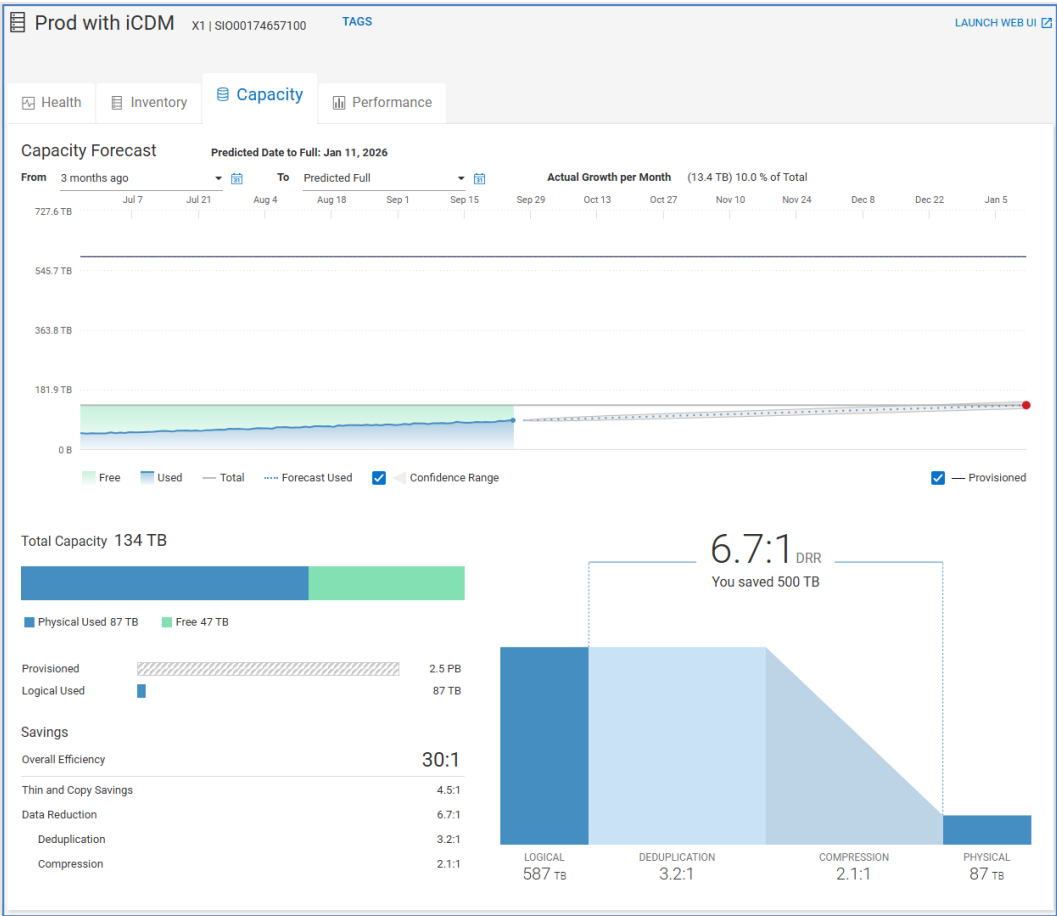 Prod with iCDM X1 | SIO00174657100 TAGS LAUNCH WEB UI
Health Inventory Capacity Performance
Capacity Forecast Predicted Date to Full: Jan 11, 2026
From 3 months ago To Predicted Full Actual Growth per Month (13.4 TB) 10.0 % of Total
Jul 7 Jul 21 Aug 4 Aug 18 Sep 1 Sep 15 Sep 29 Oct 13 Oct 27 Nov 10 Nov 24 Dec 8 Dec 22 Jan 5
727.6 TB
545.7 TB
363.8 TB
181.9 TB
0 B
Free Used Total Forecast Used Confidence Range Provisioned
Total Capacity 134 TB
Physical Used 87 TB Free 47 TB
Provisioned 2.5 PB
Logical Used 87 TB
Savings
Overall Efficiency 30:1
Thin and Copy Savings 4.5:1
Data Reduction 6.7:1
Deduplication 3.2:1
Compression 2.1:1
6.7:1 DRR
You saved 500 TB
LOGICAL DEDUPLICATION COMPRESSION PHYSICAL
587 TB 3.2:1 2.1:1 87 TB